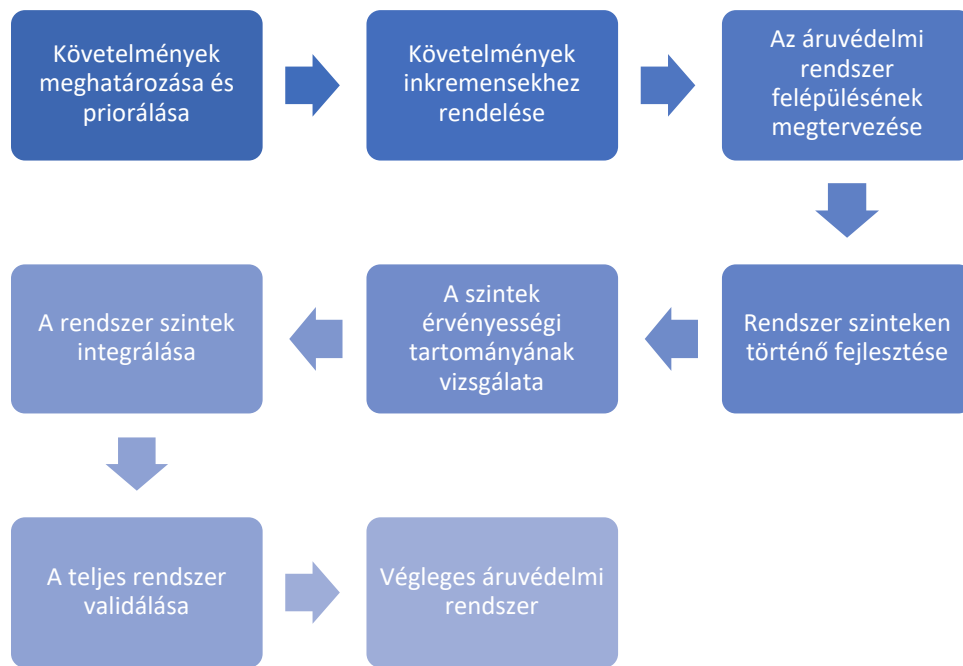 Követelmények
meghatározása és
priorálása
Követelmények
inkremensekhez
rendelése
Az áruvédelmi
rendszer
felépülésének
megtervezése
Rendszer szinteken
történő fejlesztése
A szintek
érvényességi
tartományának
vizsgálata
A rendszer szintek
integrálása
A teljes rendszer
validálása
Végleges áruvédelmi
rendszer